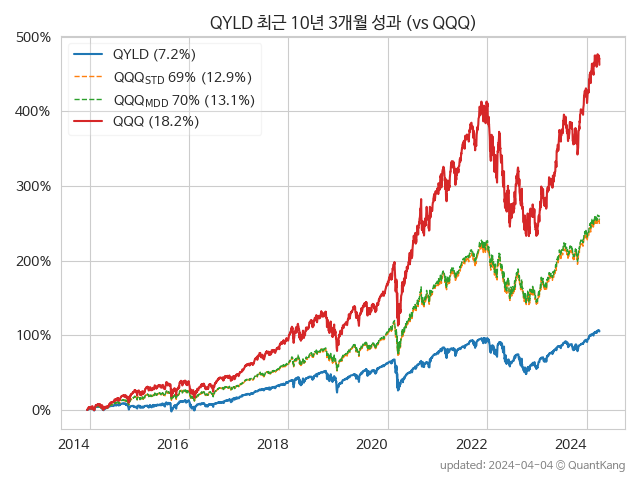 QYLD 최근 10년 3개월 성과 (vs QQQ)
500%
400%
300%
200%
100%
0%
QYLD (7.2%)
QQQSTD 69% (12.9%)
QQQMDD 70% (13.1%)
QQQ (18.2%)
2014 2016 2018 2020 2022 2024
updated: 2024-04-04 © QuantKang